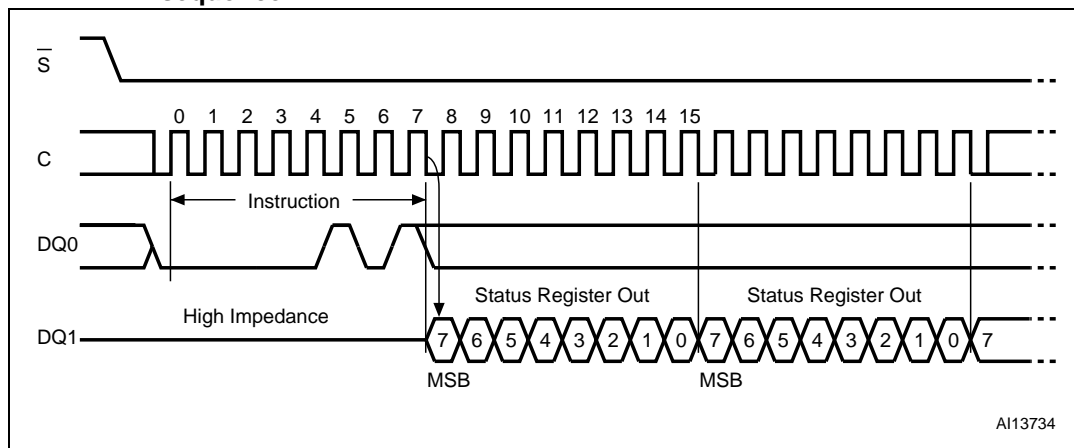 S
0 1 2 3 4 5 6 7 8 9 10 11 12 13 14 15
C
Instruction
DQ0
Status Register Out Status Register Out
High Impedance
DQ1
7 6 5 4 3 2 1 0 7 6 5 4 3 2 1 0 7
MSB MSB
AI13734